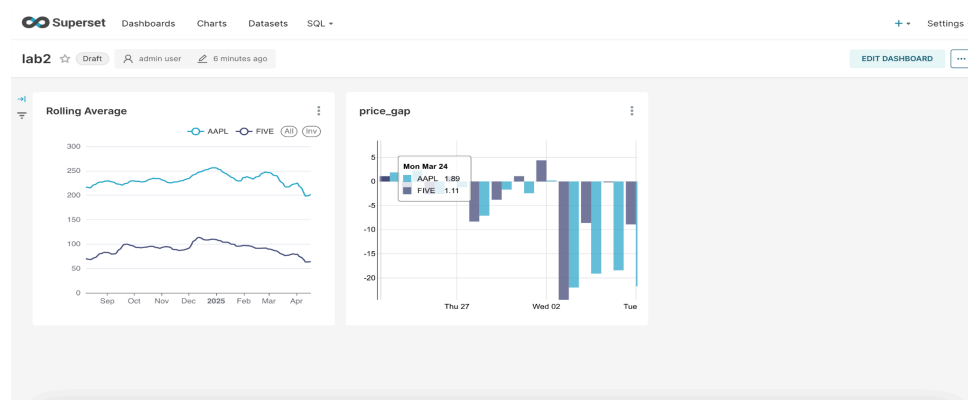 Superset Dashboards Charts Datasets SQL Settings
lab2 Draft admin user 6 minutes ago EDIT DASHBOARD
Rolling Average
AAPL FIVE All Inv
300
250
200
150
100
50
0
Sep Oct Nov Dec 2025 Feb Mar Apr
price_gap
5
0
-5
-10
-15
-20
Mon Mar 24
AAPL 1.89
FIVE 1.11
Thu 27 Wed 02 Tue